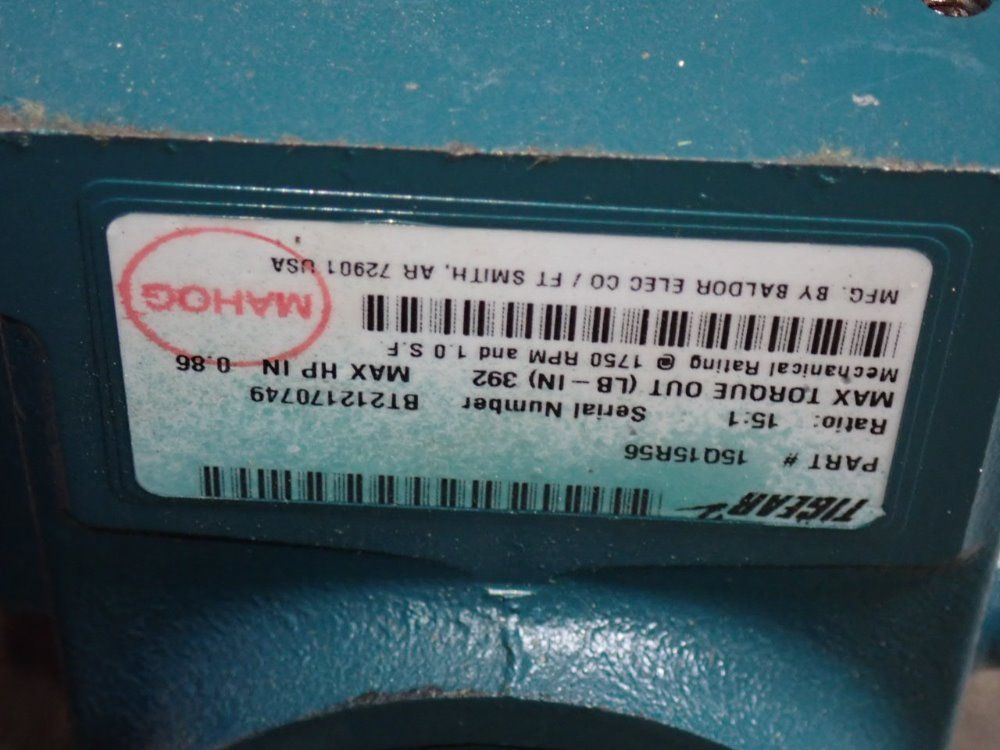 TIGEAR
PART # 15Q15R56
Ratio: 15:1 Serial Number BT212170749
MAX TORQUE OUT (LB-IN) 392 MAX HP IN 0.86
Mechanical Rating @ 1750 RPM and 1.0 S.F
MFG. BY BALDOR ELEC CO / FT SMITH, AR 72901 USA
MAHOG